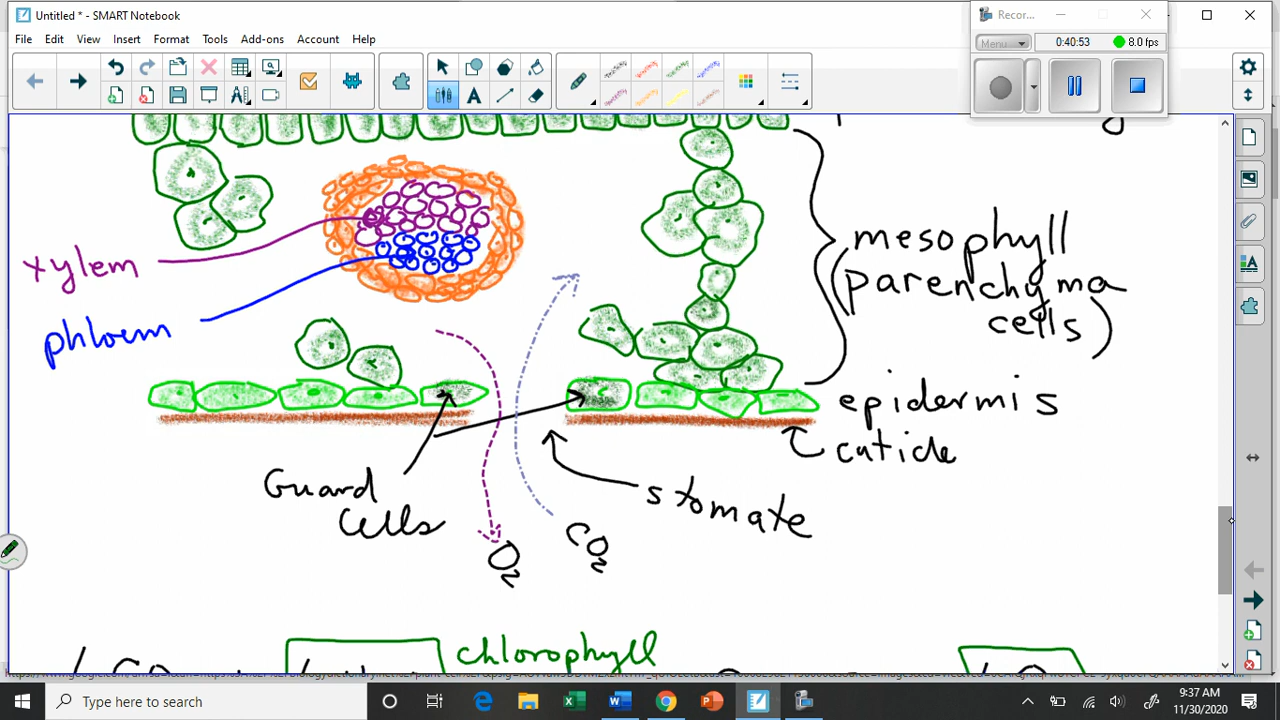 Untitled * - SMART Notebook
Recor...
File Edit View Insert Format Tools Add-ons Account Help
Menu
0:40:53
8.0 fps
xylem
phloem
mesophyll
(parenchyma
cells)
epidermis
cuticle
Guard
Cells
stomate
O2
CO2
chlorophyll
Type here to search
9:37 AM
11/30/2020